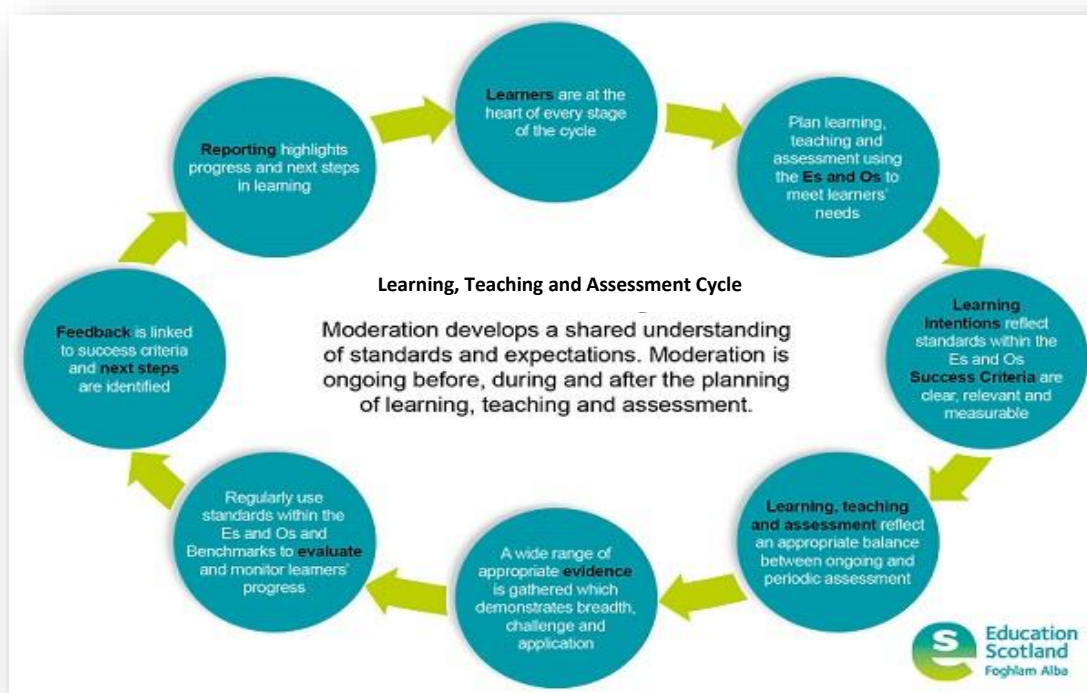 Learners are at the
heart of every stage
of the cycle
Plan learning,
teaching and
assessment using
the Es and Os to
meet learners'
needs
Learning
Intentions reflect
standards within the
Es and Os
Success Criteria are
clear, relevant and
measurable
Learning, teaching
and assessment reflect
an appropriate balance
between ongoing and
periodic assessment
A wide range of
appropriate evidence
is gathered which
demonstrates breadth,
challenge and
application
Regularly use
standards within the
Es and Os and
Benchmarks to evaluate
and monitor learners'
progress
Feedback is linked
to success criteria
and next steps
are identified
Reporting highlights
progress and next steps
in learning
Learning, Teaching and Assessment Cycle
Moderation develops a shared understanding
of standards and expectations. Moderation is
ongoing before, during and after the planning
of learning, teaching and assessment.
Education
Scotland
Foghlam Alba